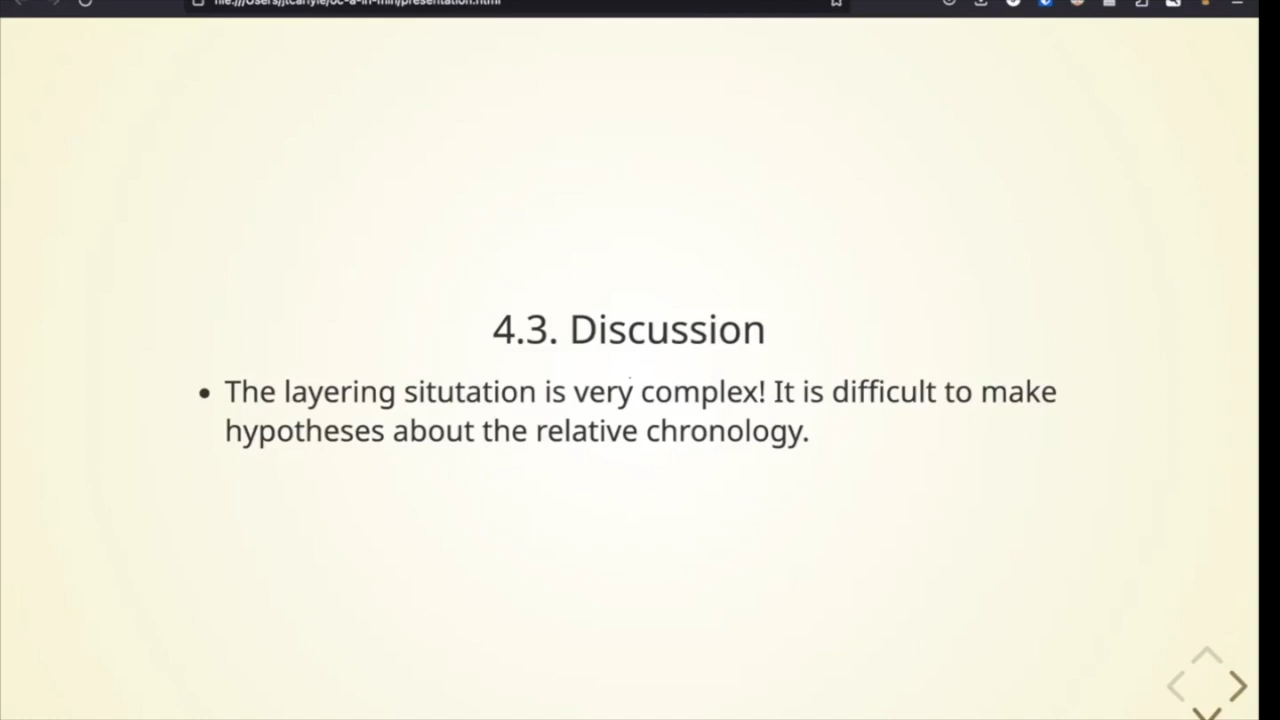 4.3. Discussion
• The layering situtation is very complex! It is difficult to make
hypotheses about the relative chronology.